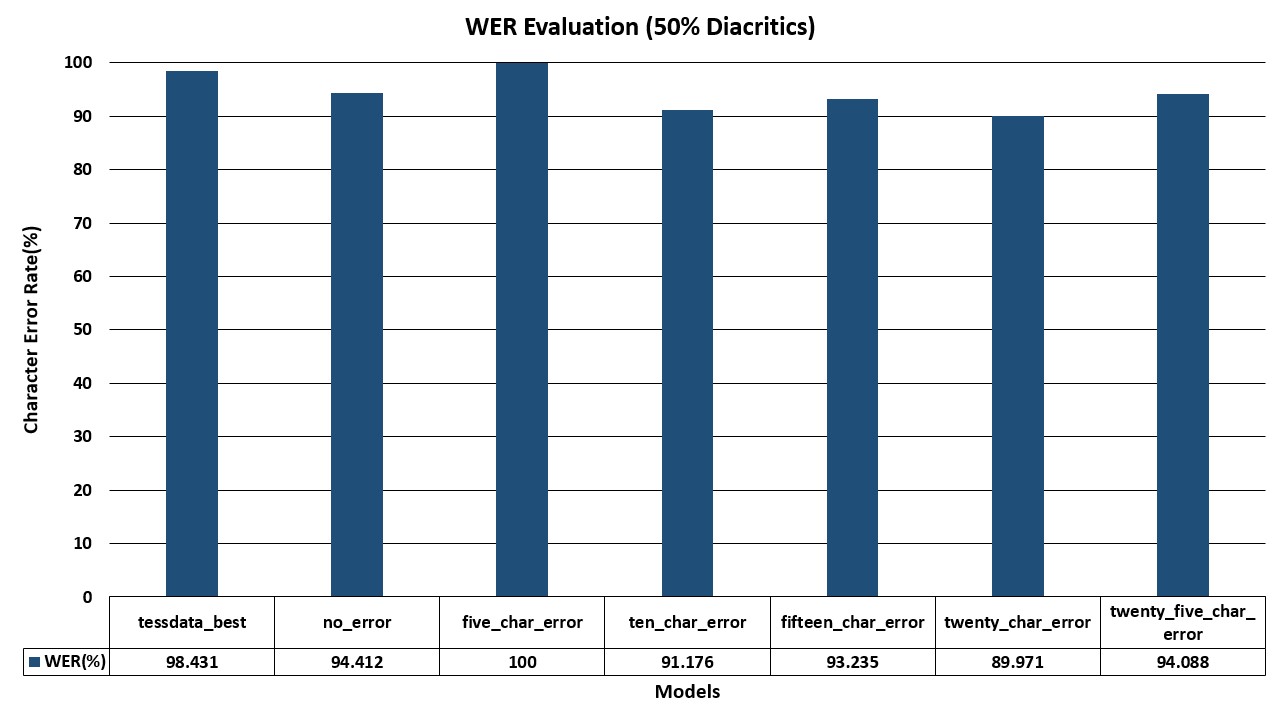 WER Evaluation (50% Diacritics)
100
90
80
70
60
50
40
30
20
10
0
Character Error Rate(%)
tessdata_best no_error five_char_error ten_char_error fifteen_char_error twenty_char_error twenty_five_char_
error
WER(%) 98.431 94.412 100 91.176 93.235 89.971 94.088
Models